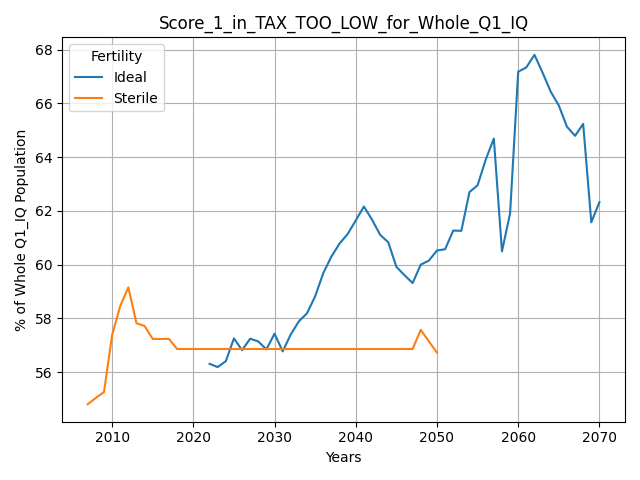 Score_1_in_TAX_TOO_LOW_for_Whole_Q1_IQ
Fertility
Ideal
Sterile
% of Whole Q1_IQ Population
68
66
64
62
60
58
56
2010
2020
2030
2040
2050
2060
2070
Years